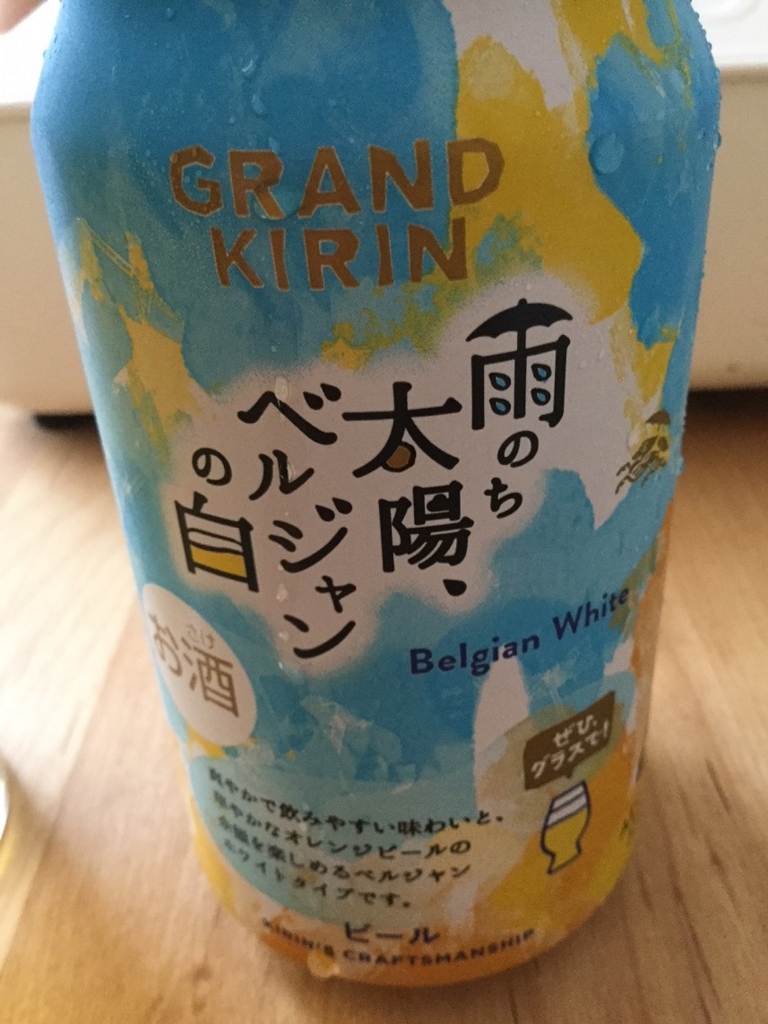 GRAND
KIRIN
雨のち
太陽、
ベルジャン
の白
Belgian White
さけ
お酒
ぜひ、
グラスで!
爽やかで飲みやすい味わいと、
華やかなオレンジピールの
余韻を楽しめるベルジャン
ホワイトタイプです。
ビール
KIRIN'S CRAFTSMANSHIP